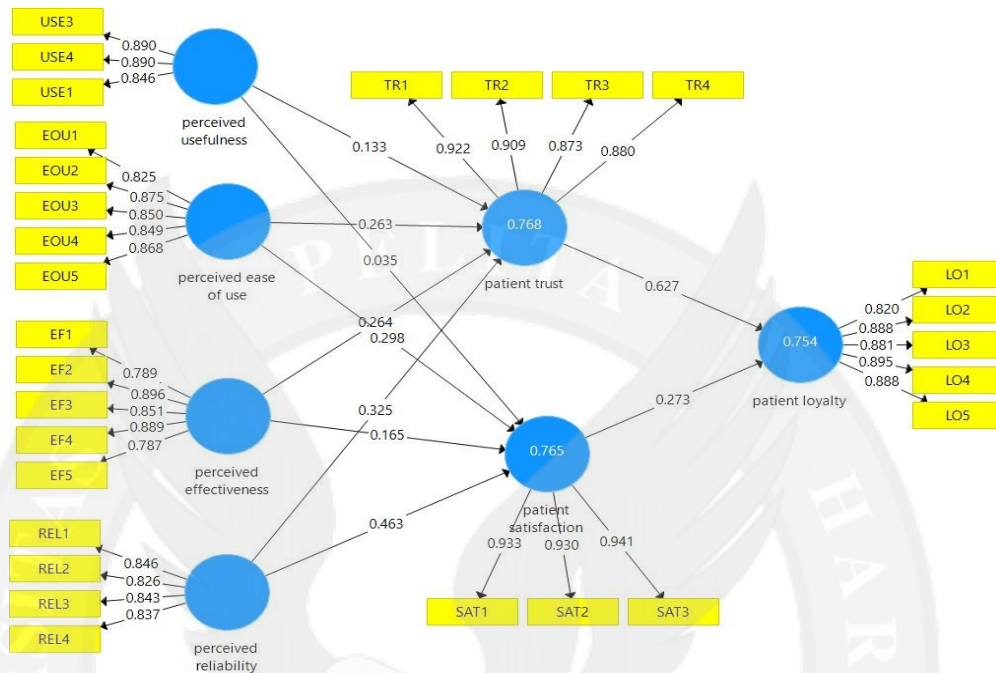 USE3
USE4
USE1
0.890
0.890
0.846
perceived
usefulness
EOU1
EOU2
EOU3
EOU4
EOU5
0.825
0.875
0.850
0.849
0.868
perceived ease
of use
EF1
EF2
EF3
EF4
EF5
0.789
0.896
0.851
0.889
0.787
perceived
effectiveness
REL1
REL2
REL3
REL4
0.846
0.826
0.843
0.837
perceived
reliability
0.133
0.263
0.035
0.264
0.298
0.325
0.165
0.463
TR1
TR2
TR3
TR4
0.922
0.909
0.873
0.880
0.768
patient trust
0.765
patient
satisfaction
0.933
0.930
0.941
SAT1
SAT2
SAT3
0.627
0.273
0.754
patient loyalty
0.820
0.888
0.881
0.895
0.888
LO1
LO2
LO3
LO4
LO5
PELITA
HAR